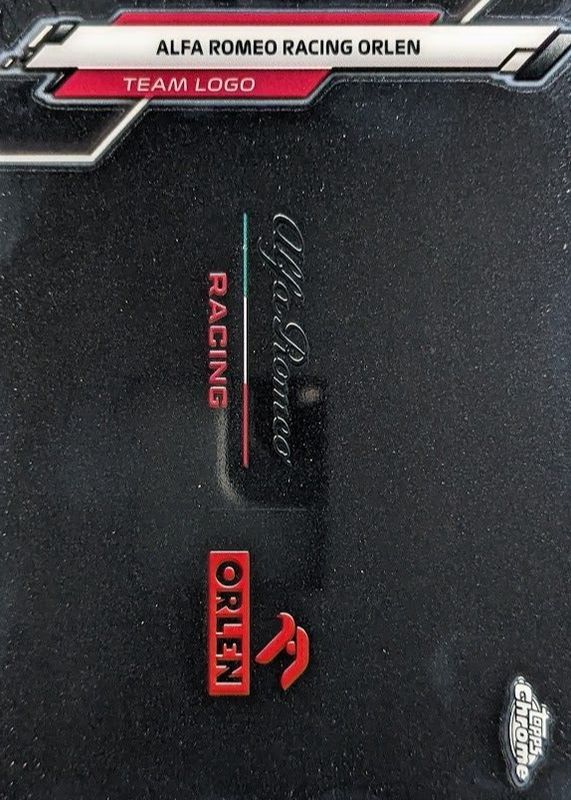 ALFA ROMEO RACING ORLEN
TEAM LOGO
Alfa Romeo
RACING
ORLEN
Topps
Chrome